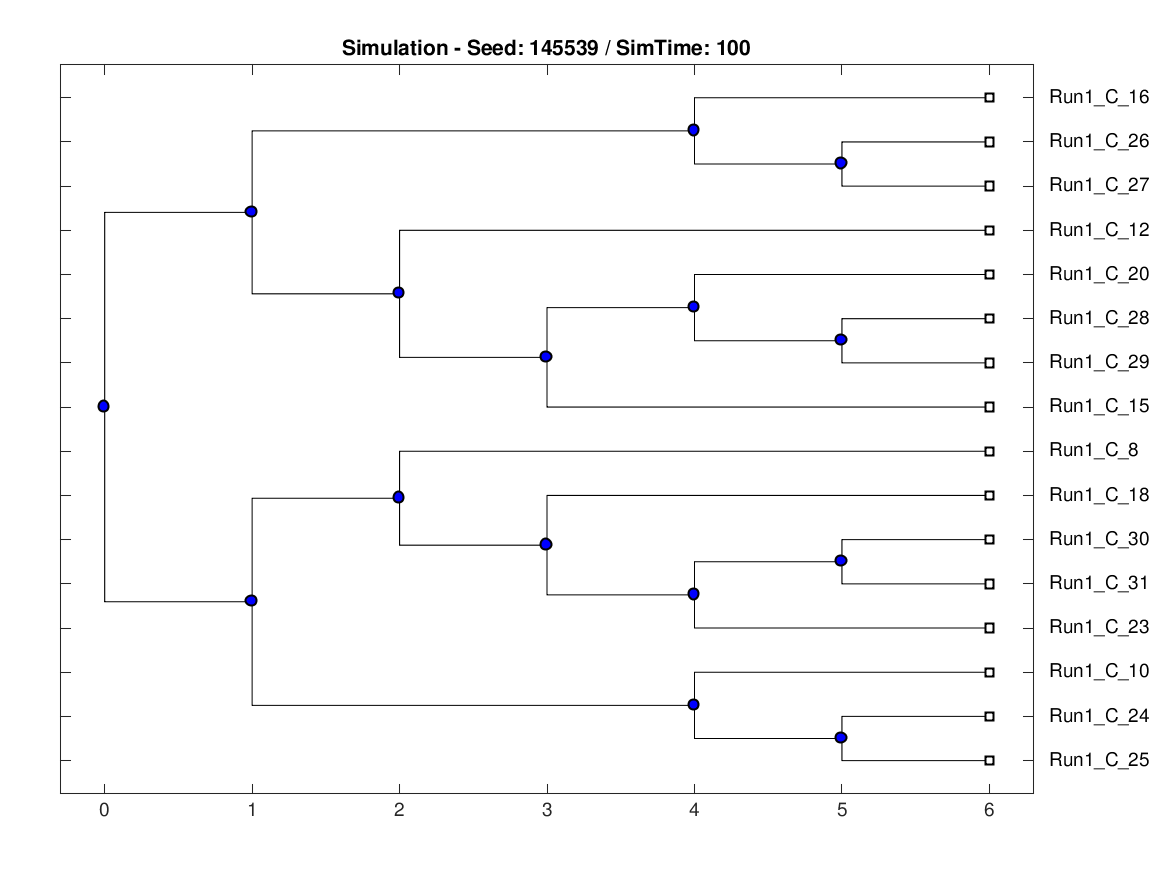 Simulation - Seed: 145539 / SimTime: 100
Run1_C_16
Run1_C_26
Run1_C_27
Run1_C_12
Run1_C_20
Run1_C_28
Run1_C_29
Run1_C_15
Run1_C_8
Run1_C_18
Run1_C_30
Run1_C_31
Run1_C_23
Run1_C_10
Run1_C_24
Run1_C_25
0 1 2 3 4 5 6